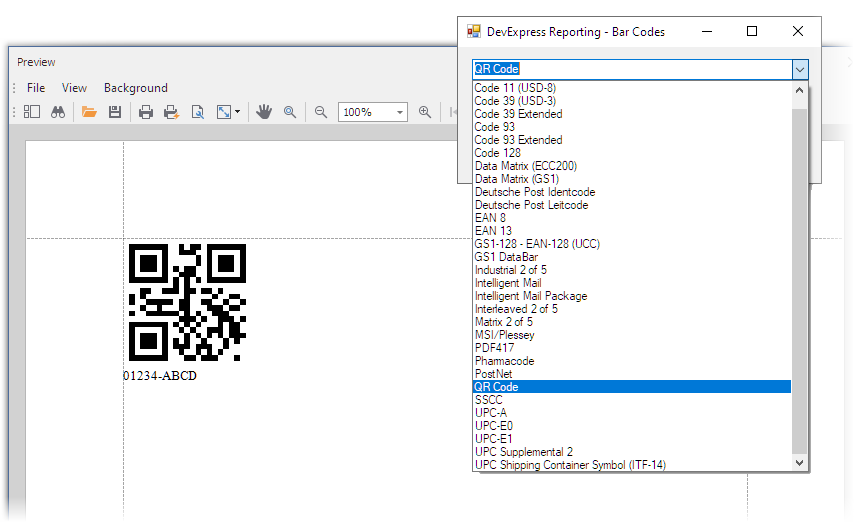 DevExpress Reporting - Bar Codes
Preview
File View Background
100%
QR Code
Code 11 (USD-8)
Code 39 (USD-3)
Code 39 Extended
Code 93
Code 93 Extended
Code 128
Data Matrix (ECC200)
Data Matrix (GS1)
Deutsche Post Identcode
Deutsche Post Leitcode
EAN 8
EAN 13
GS1-128 - EAN-128 (UCC)
GS1 DataBar
Industrial 2 of 5
Intelligent Mail
Intelligent Mail Package
Interleaved 2 of 5
Matrix 2 of 5
MSI/Plessey
PDF417
Pharmacode
PostNet
QR Code
SSCC
UPC-A
UPC-E0
UPC-E1
UPC Supplemental 2
UPC Shipping Container Symbol (ITF-14)
01234-ABCD